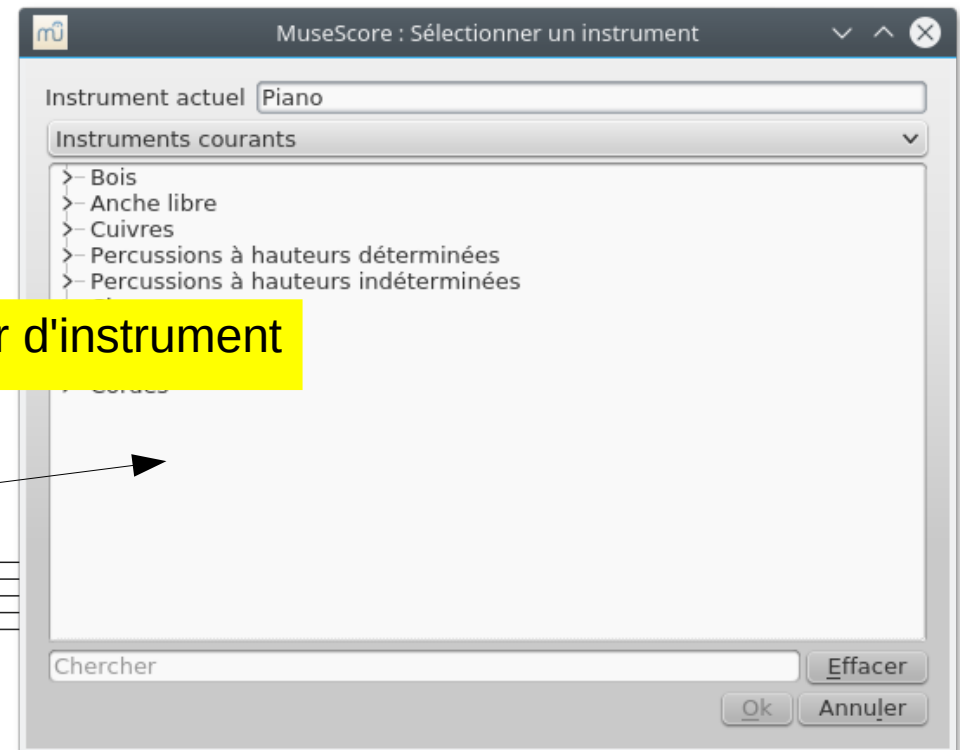 MuseScore : Sélectionner un instrument
Instrument actuel Piano
Instruments courants
Bois
Anche libre
Cuivres
Percussions à hauteurs déterminées
Percussions à hauteurs indéterminées
r d'instrument
Cordes
Chercher
Effacer
Ok
Annuler